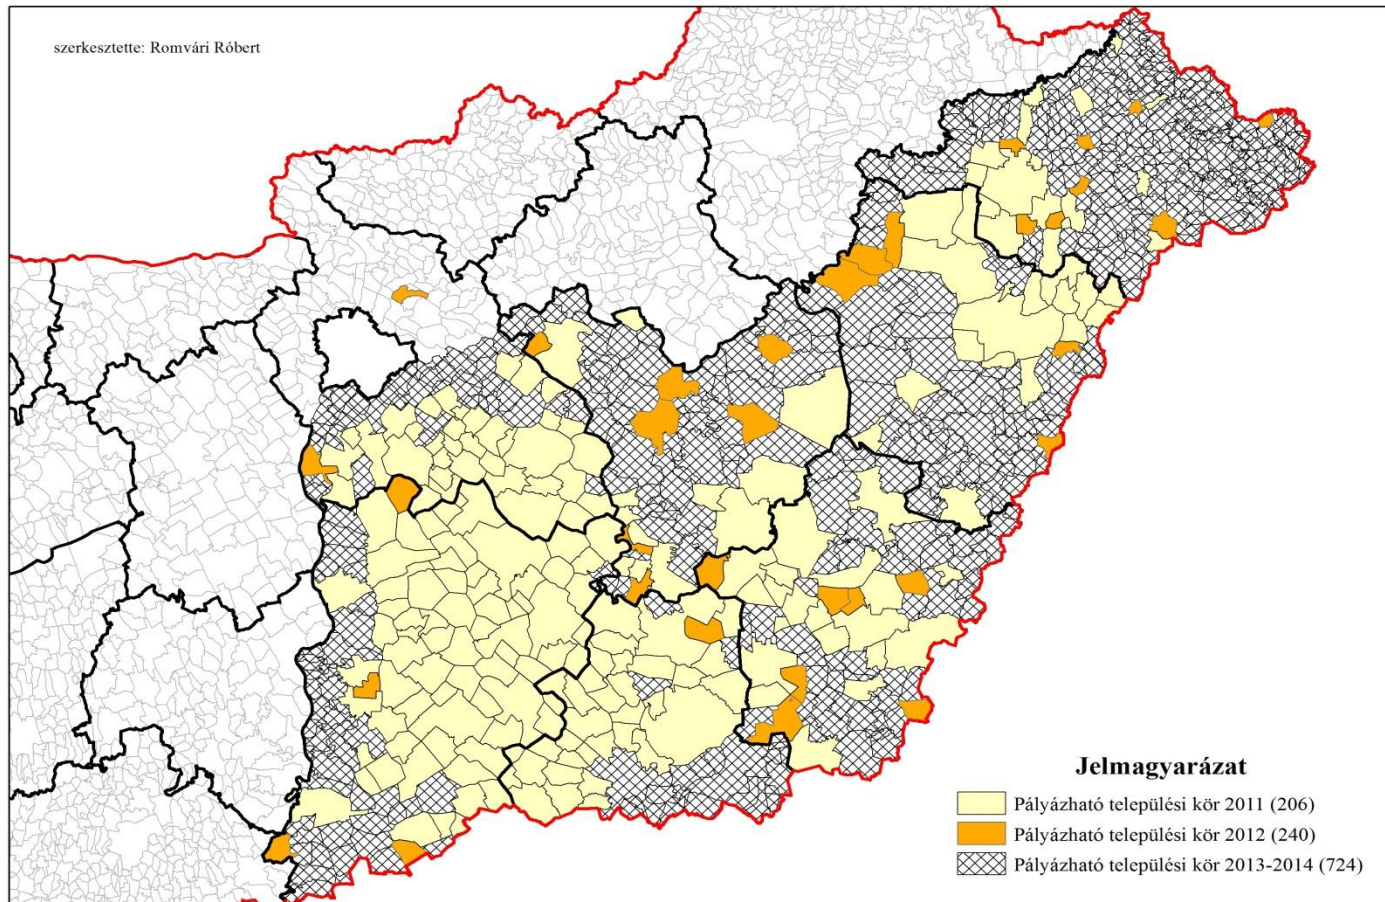 szerkesztette: Romvári Róbert
Jelmagyarázat
Pályázható települési kör 2011 (206)
Pályázható települési kör 2012 (240)
Pályázható települési kör 2013-2014 (724)